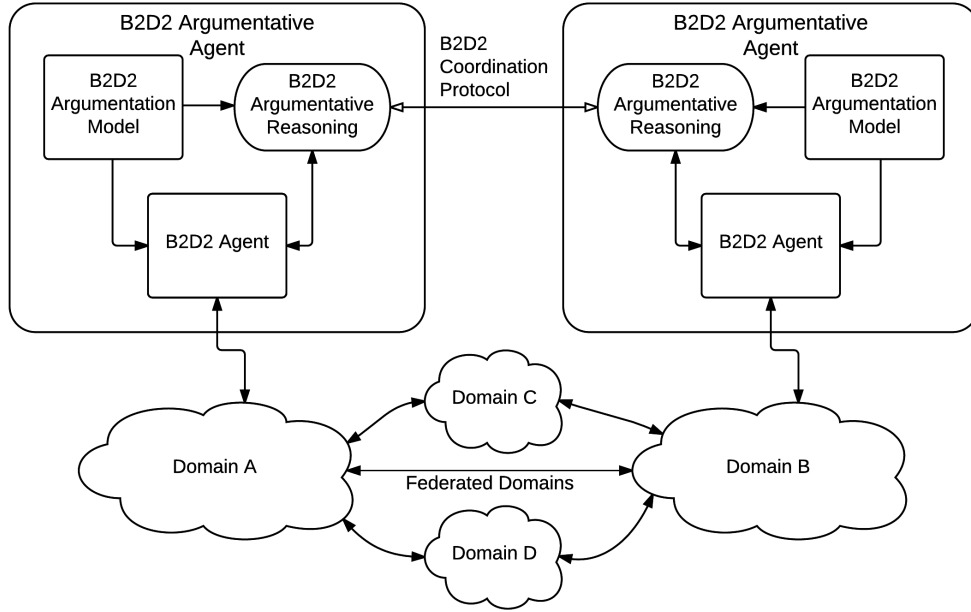 B2D2 Argumentative
Agent
B2D2
Argumentation
Model
B2D2
Argumentative
Reasoning
B2D2 Agent
B2D2
Coordination
Protocol
B2D2 Argumentative
Agent
B2D2
Argumentative
Reasoning
B2D2
Argumentation
Model
B2D2 Agent
Domain C
Domain A
Domain B
Federated Domains
Domain D